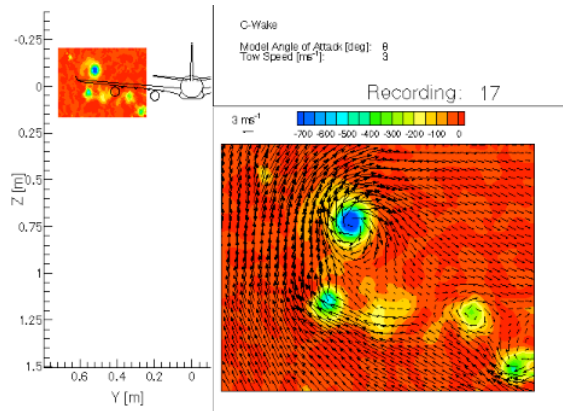 C-Wake
Model Angle of Attack [deg]: 8
Tow Speed [ms⁻¹]: 3
Recording: 17
3 ms⁻¹
-700 -600 -500 -400 -300 -200 -100 0
-0.25
0
0.25
0.5
0.75
1
1.25
1.5
Z [m]
0.6 0.4 0.2 0
Y [m]